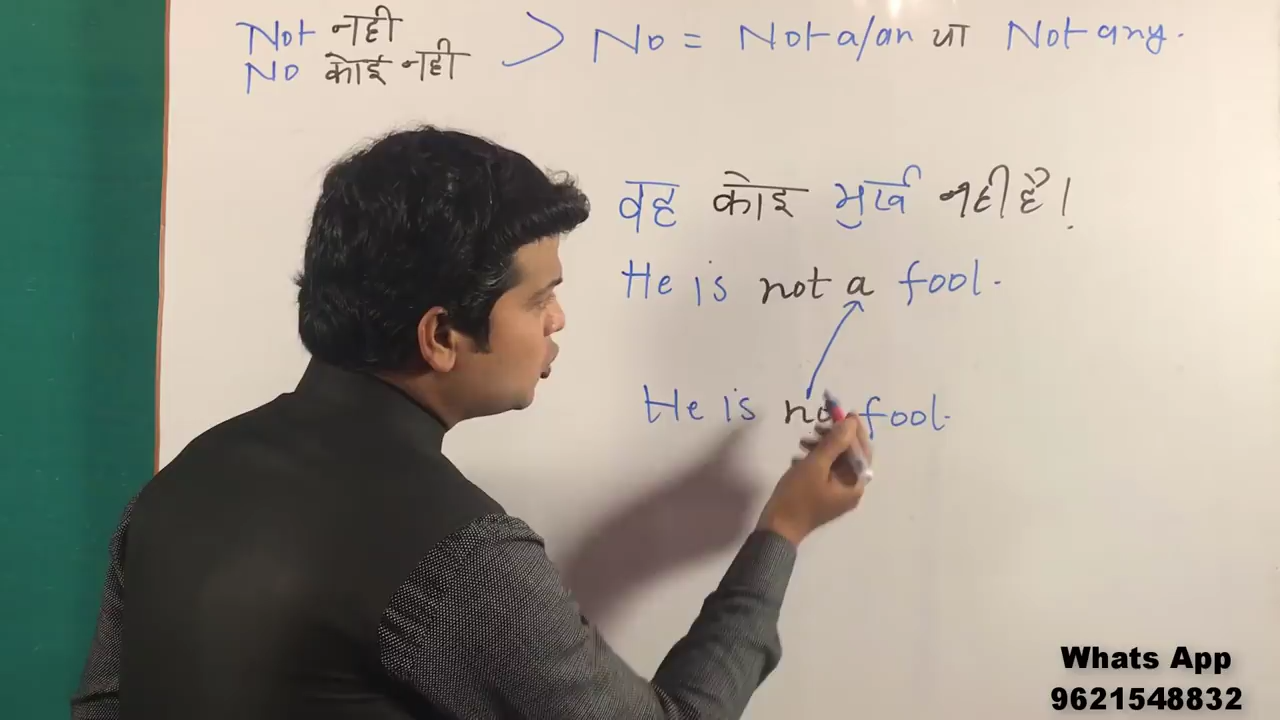 Not नही
No कोई नही
> No = Not a/an या Not any.
वह कोइ मुर्ख नही है।
He is not a fool.
He is no fool.
Whats App
9621548832